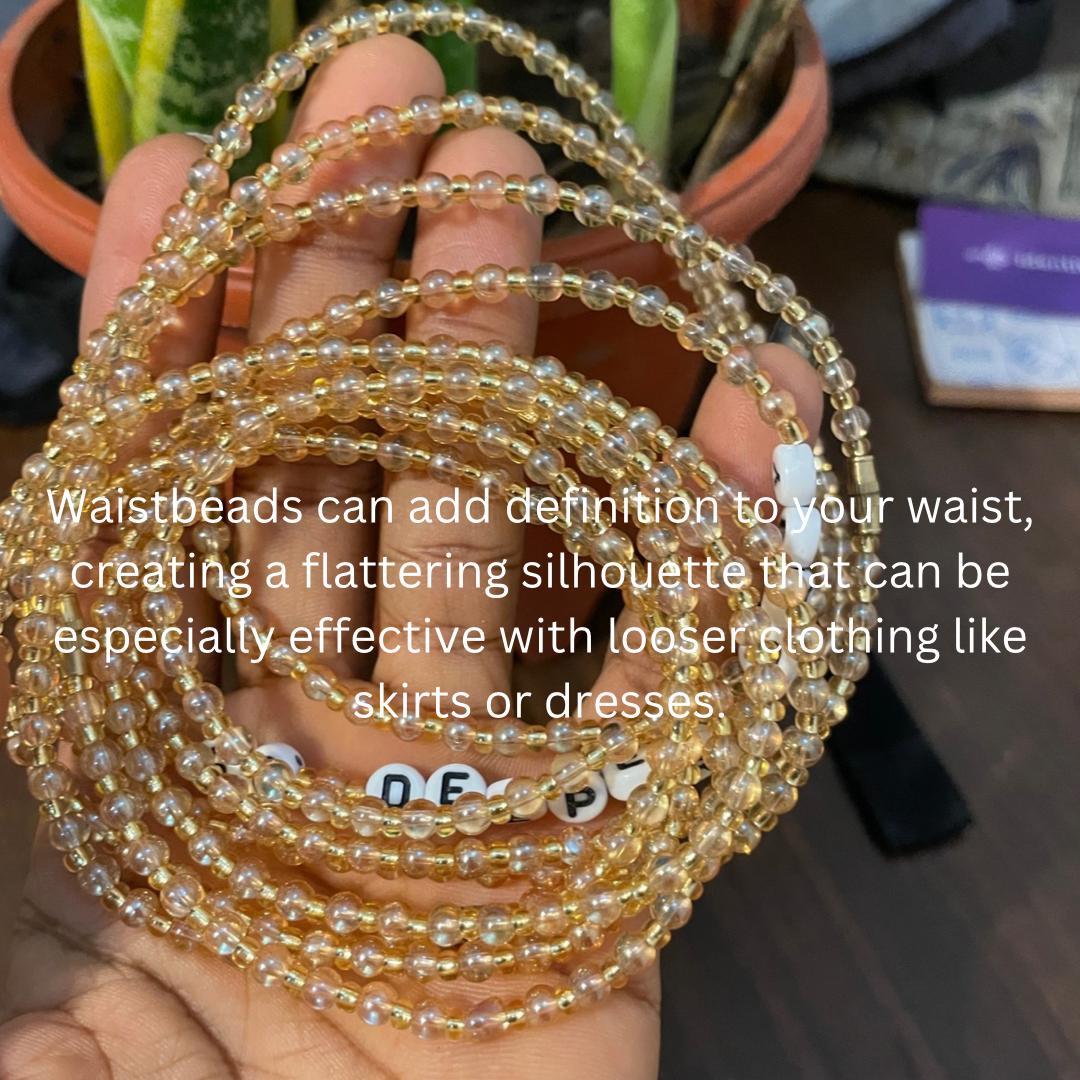 Waistbeads can add definition to your waist,
creating a flattering silhouette that can be
especially effective with looser clothing like
skirts or dresses.